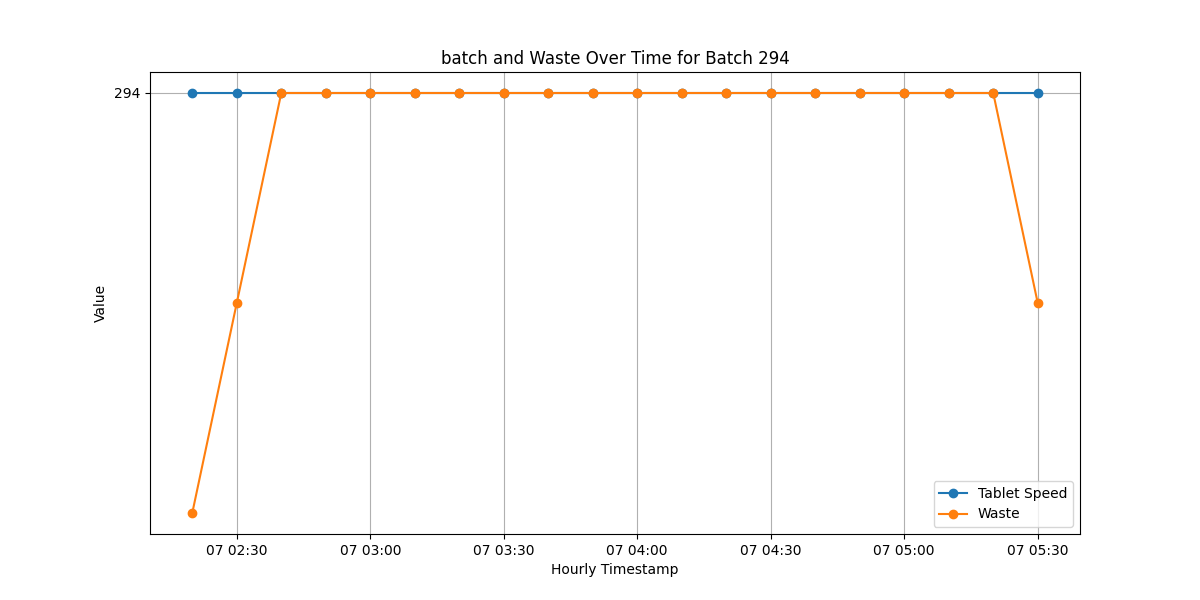 batch and Waste Over Time for Batch 294
294
Value
07 02:30
07 03:00
07 03:30
07 04:00
07 04:30
07 05:00
07 05:30
Hourly Timestamp
Tablet Speed
Waste